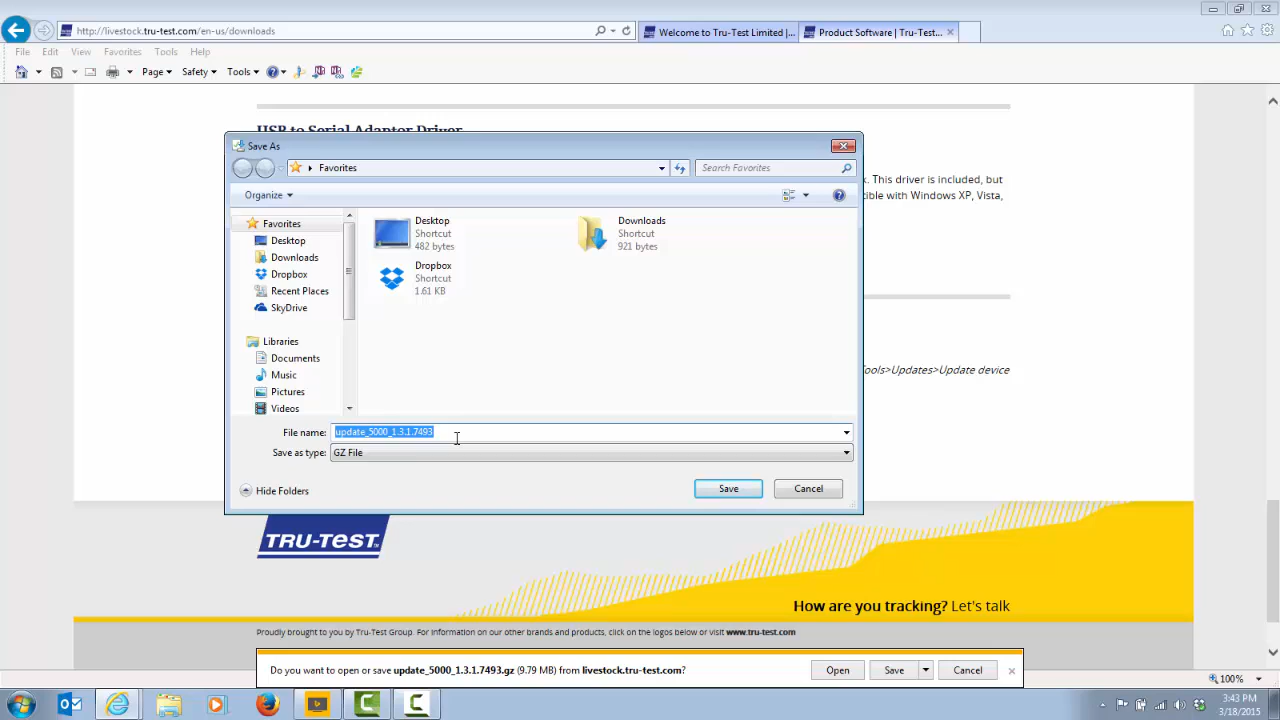 http://livestock.tru-test.com/en-us/downloads
Welcome to Tru-Test Limited |...
Product Software | Tru-Test...
File Edit View Favorites Tools Help
Page Safety Tools
USB to Serial Adaptor Driver
Save As
Favorites
Search Favorites
k. This driver is included, but
tible with Windows XP, Vista,
Organize
Favorites
Desktop
Downloads
Dropbox
Recent Places
SkyDrive
Libraries
Documents
Music
Pictures
Videos
Desktop
Shortcut
482 bytes
Downloads
Shortcut
921 bytes
Dropbox
Shortcut
1.61 KB
Tools>Updates>Update device
File name: update_5000_1.3.1.7493
Save as type: GZ File
Hide Folders
Save
Cancel
TRU-TEST
How are you tracking? Let's talk
Proudly brought to you by Tru-Test Group. For information on our other brands and products, click on the logos below or visit www.tru-test.com
Do you want to open or save update_5000_1.3.1.7493.gz (9.79 MB) from livestock.tru-test.com?
Open
Save
Cancel
100%
3:43 PM
3/18/2015